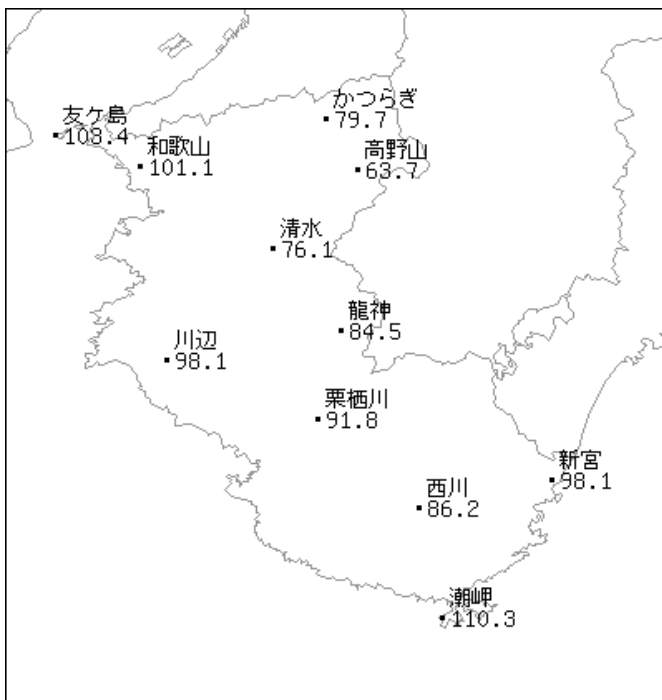 かつらぎ
79.7
友ケ島
108.4
和歌山
101.1
高野山
63.7
清水
76.1
龍神
84.5
川辺
98.1
栗栖川
91.8
新宮
98.1
西川
86.2
潮岬
110.3